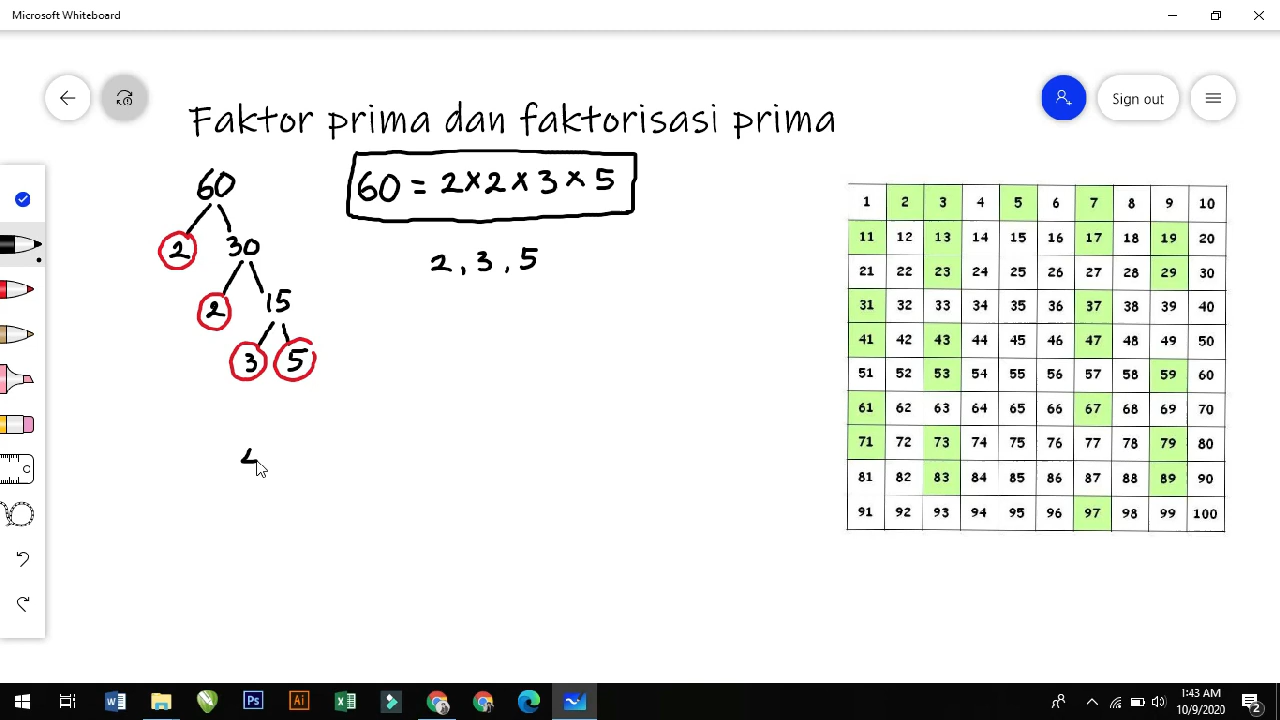 Microsoft Whiteboard
Sign out
Faktor prima dan faktorisasi prima
60
60 = 2 × 2 × 3 × 5
2 30
2 , 3 , 5
2 15
3 5
4
1 2 3 4 5 6 7 8 9 10
11 12 13 14 15 16 17 18 19 20
21 22 23 24 25 26 27 28 29 30
31 32 33 34 35 36 37 38 39 40
41 42 43 44 45 46 47 48 49 50
51 52 53 54 55 56 57 58 59 60
61 62 63 64 65 66 67 68 69 70
71 72 73 74 75 76 77 78 79 80
81 82 83 84 85 86 87 88 89 90
91 92 93 94 95 96 97 98 99 100
C
Ps Ai
1:43 AM
10/9/2020
2